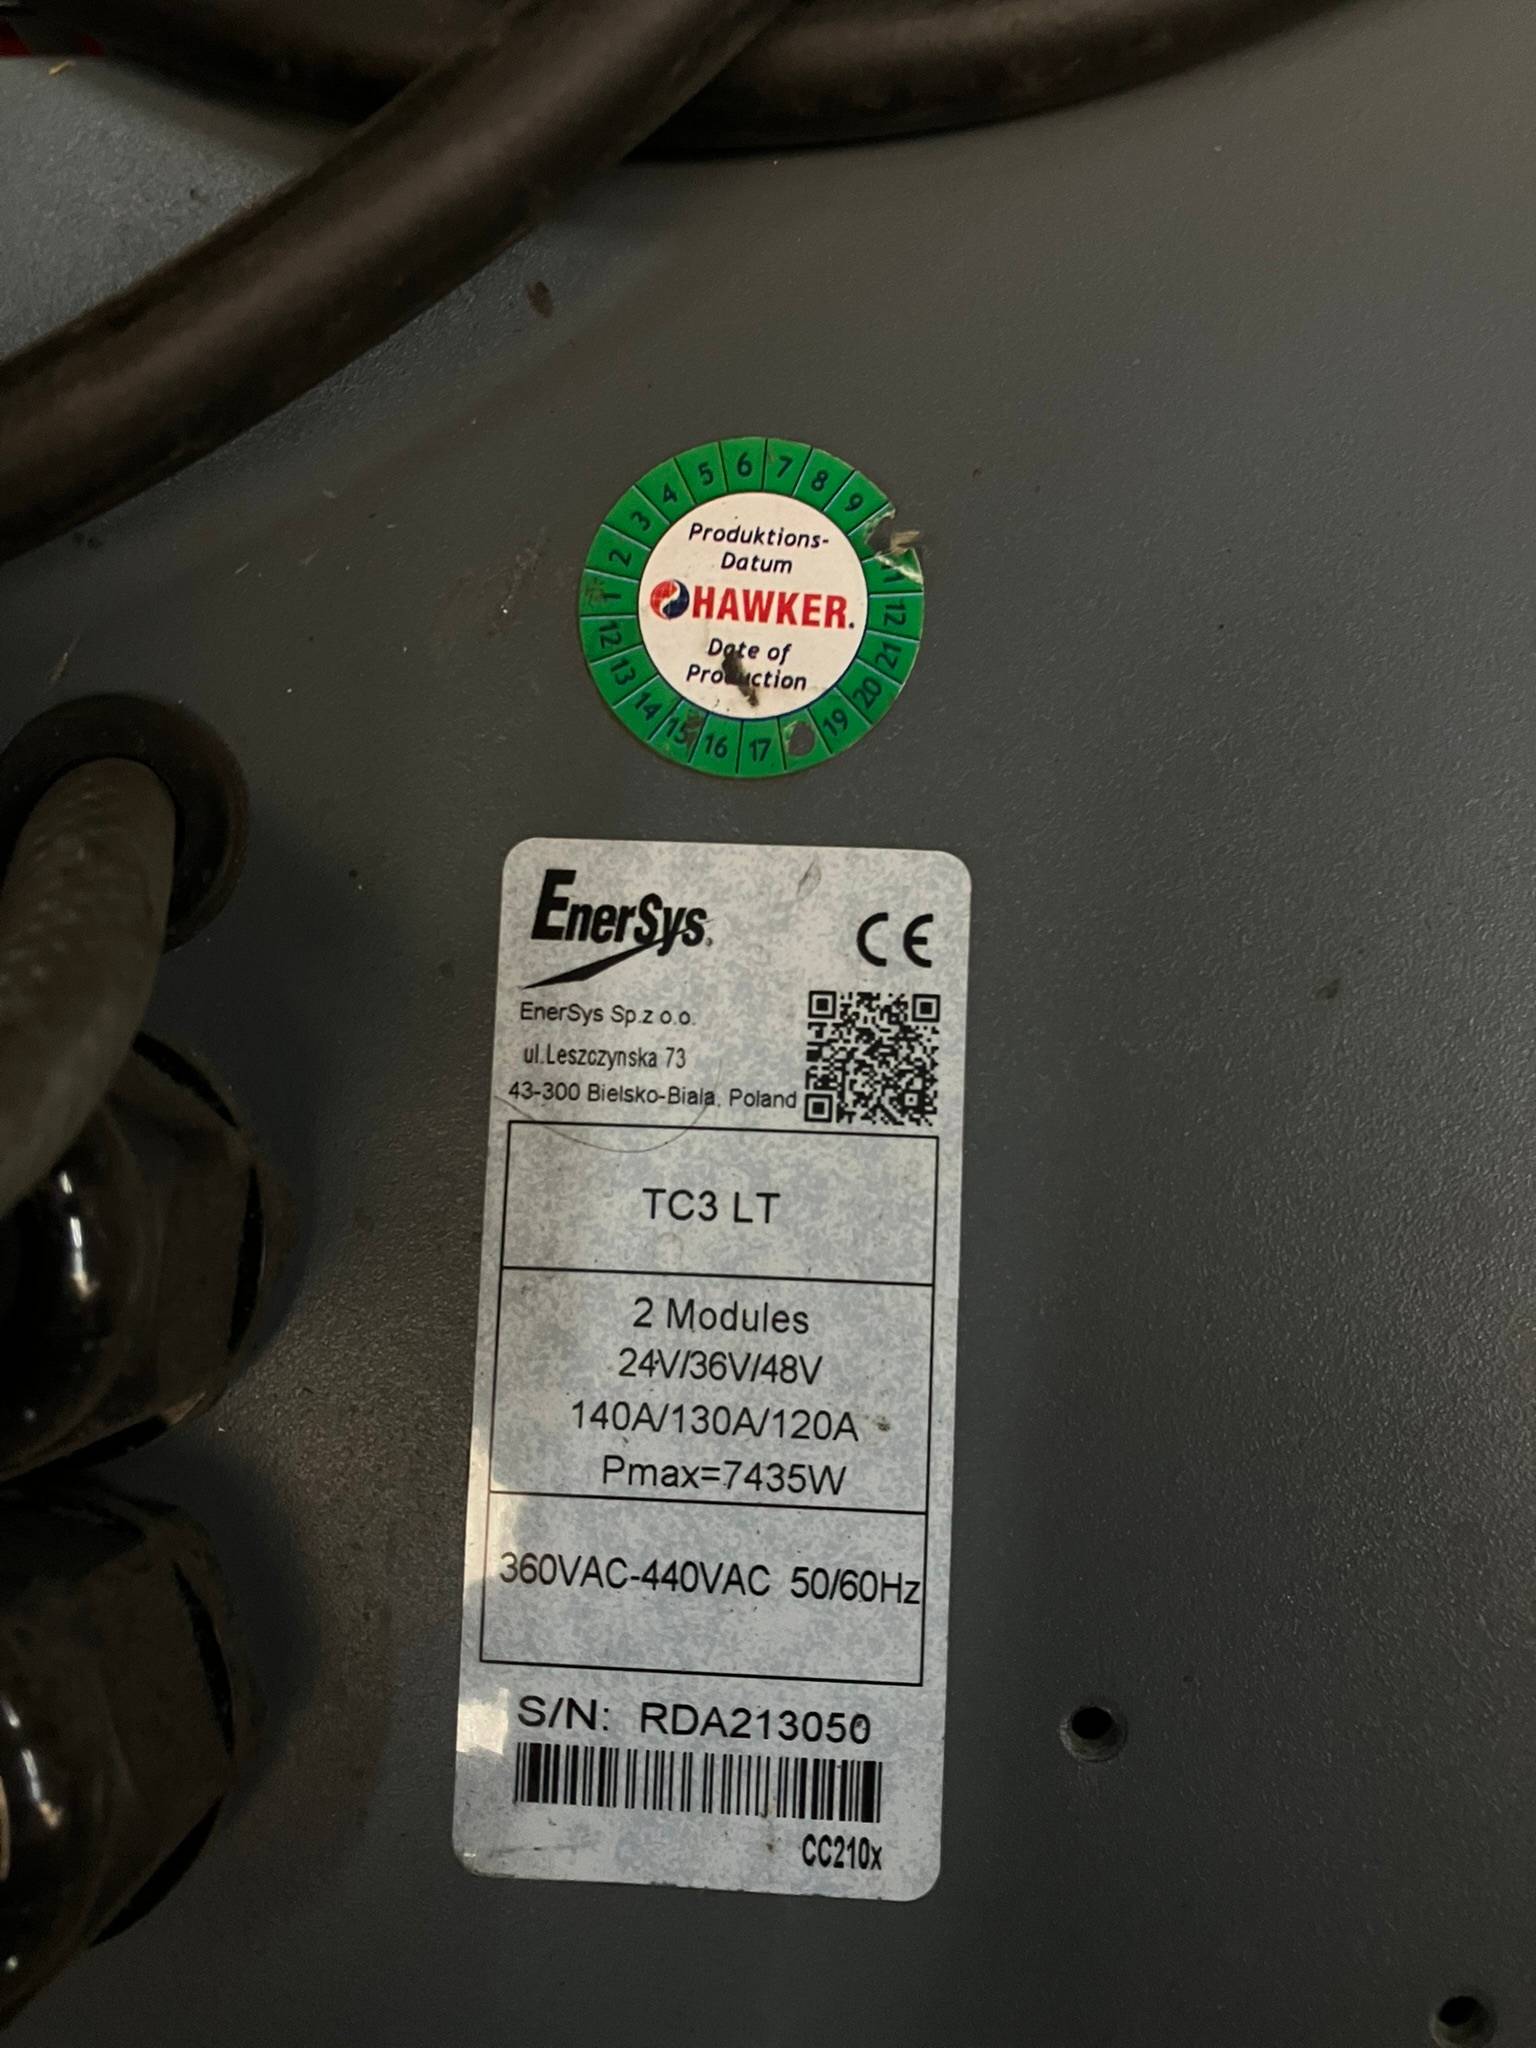 1 2 3 4 5 6 7 8 9
12
21 20 19 17 16 15 14 13 12
Produktions-
Datum
HAWKER.
Date of
Production
EnerSys
CE
EnerSys Sp.z o.o.
ul.Leszczynska 73
43-300 Bielsko-Biala, Poland
TC3 LT
2 Modules
24V/36V/48V
140A/130A/120A
Pmax=7435W
360VAC-440VAC 50/60Hz
S/N: RDA213050
CC210x